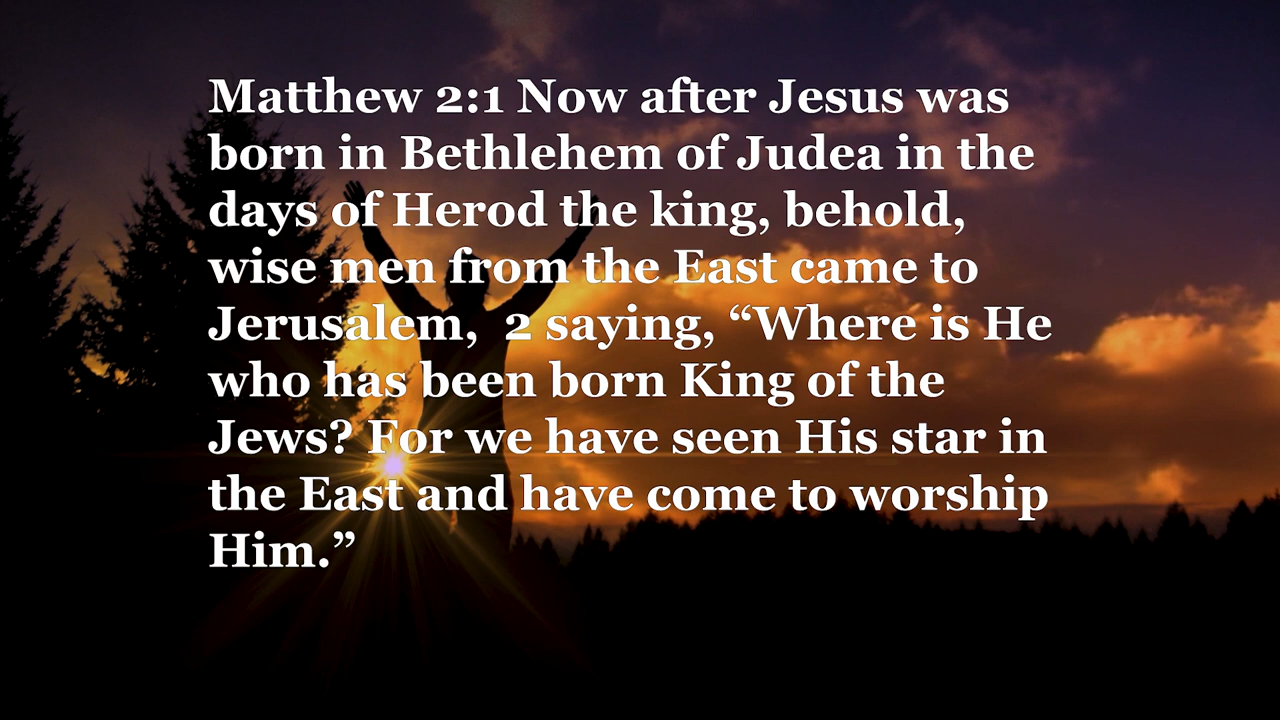 Matthew 2:1 Now after Jesus was
born in Bethlehem of Judea in the
days of Herod the king, behold,
wise men from the East came to
Jerusalem,  2 saying, “Where is He
who has been born King of the
Jews? For we have seen His star in
the East and have come to worship
Him.”